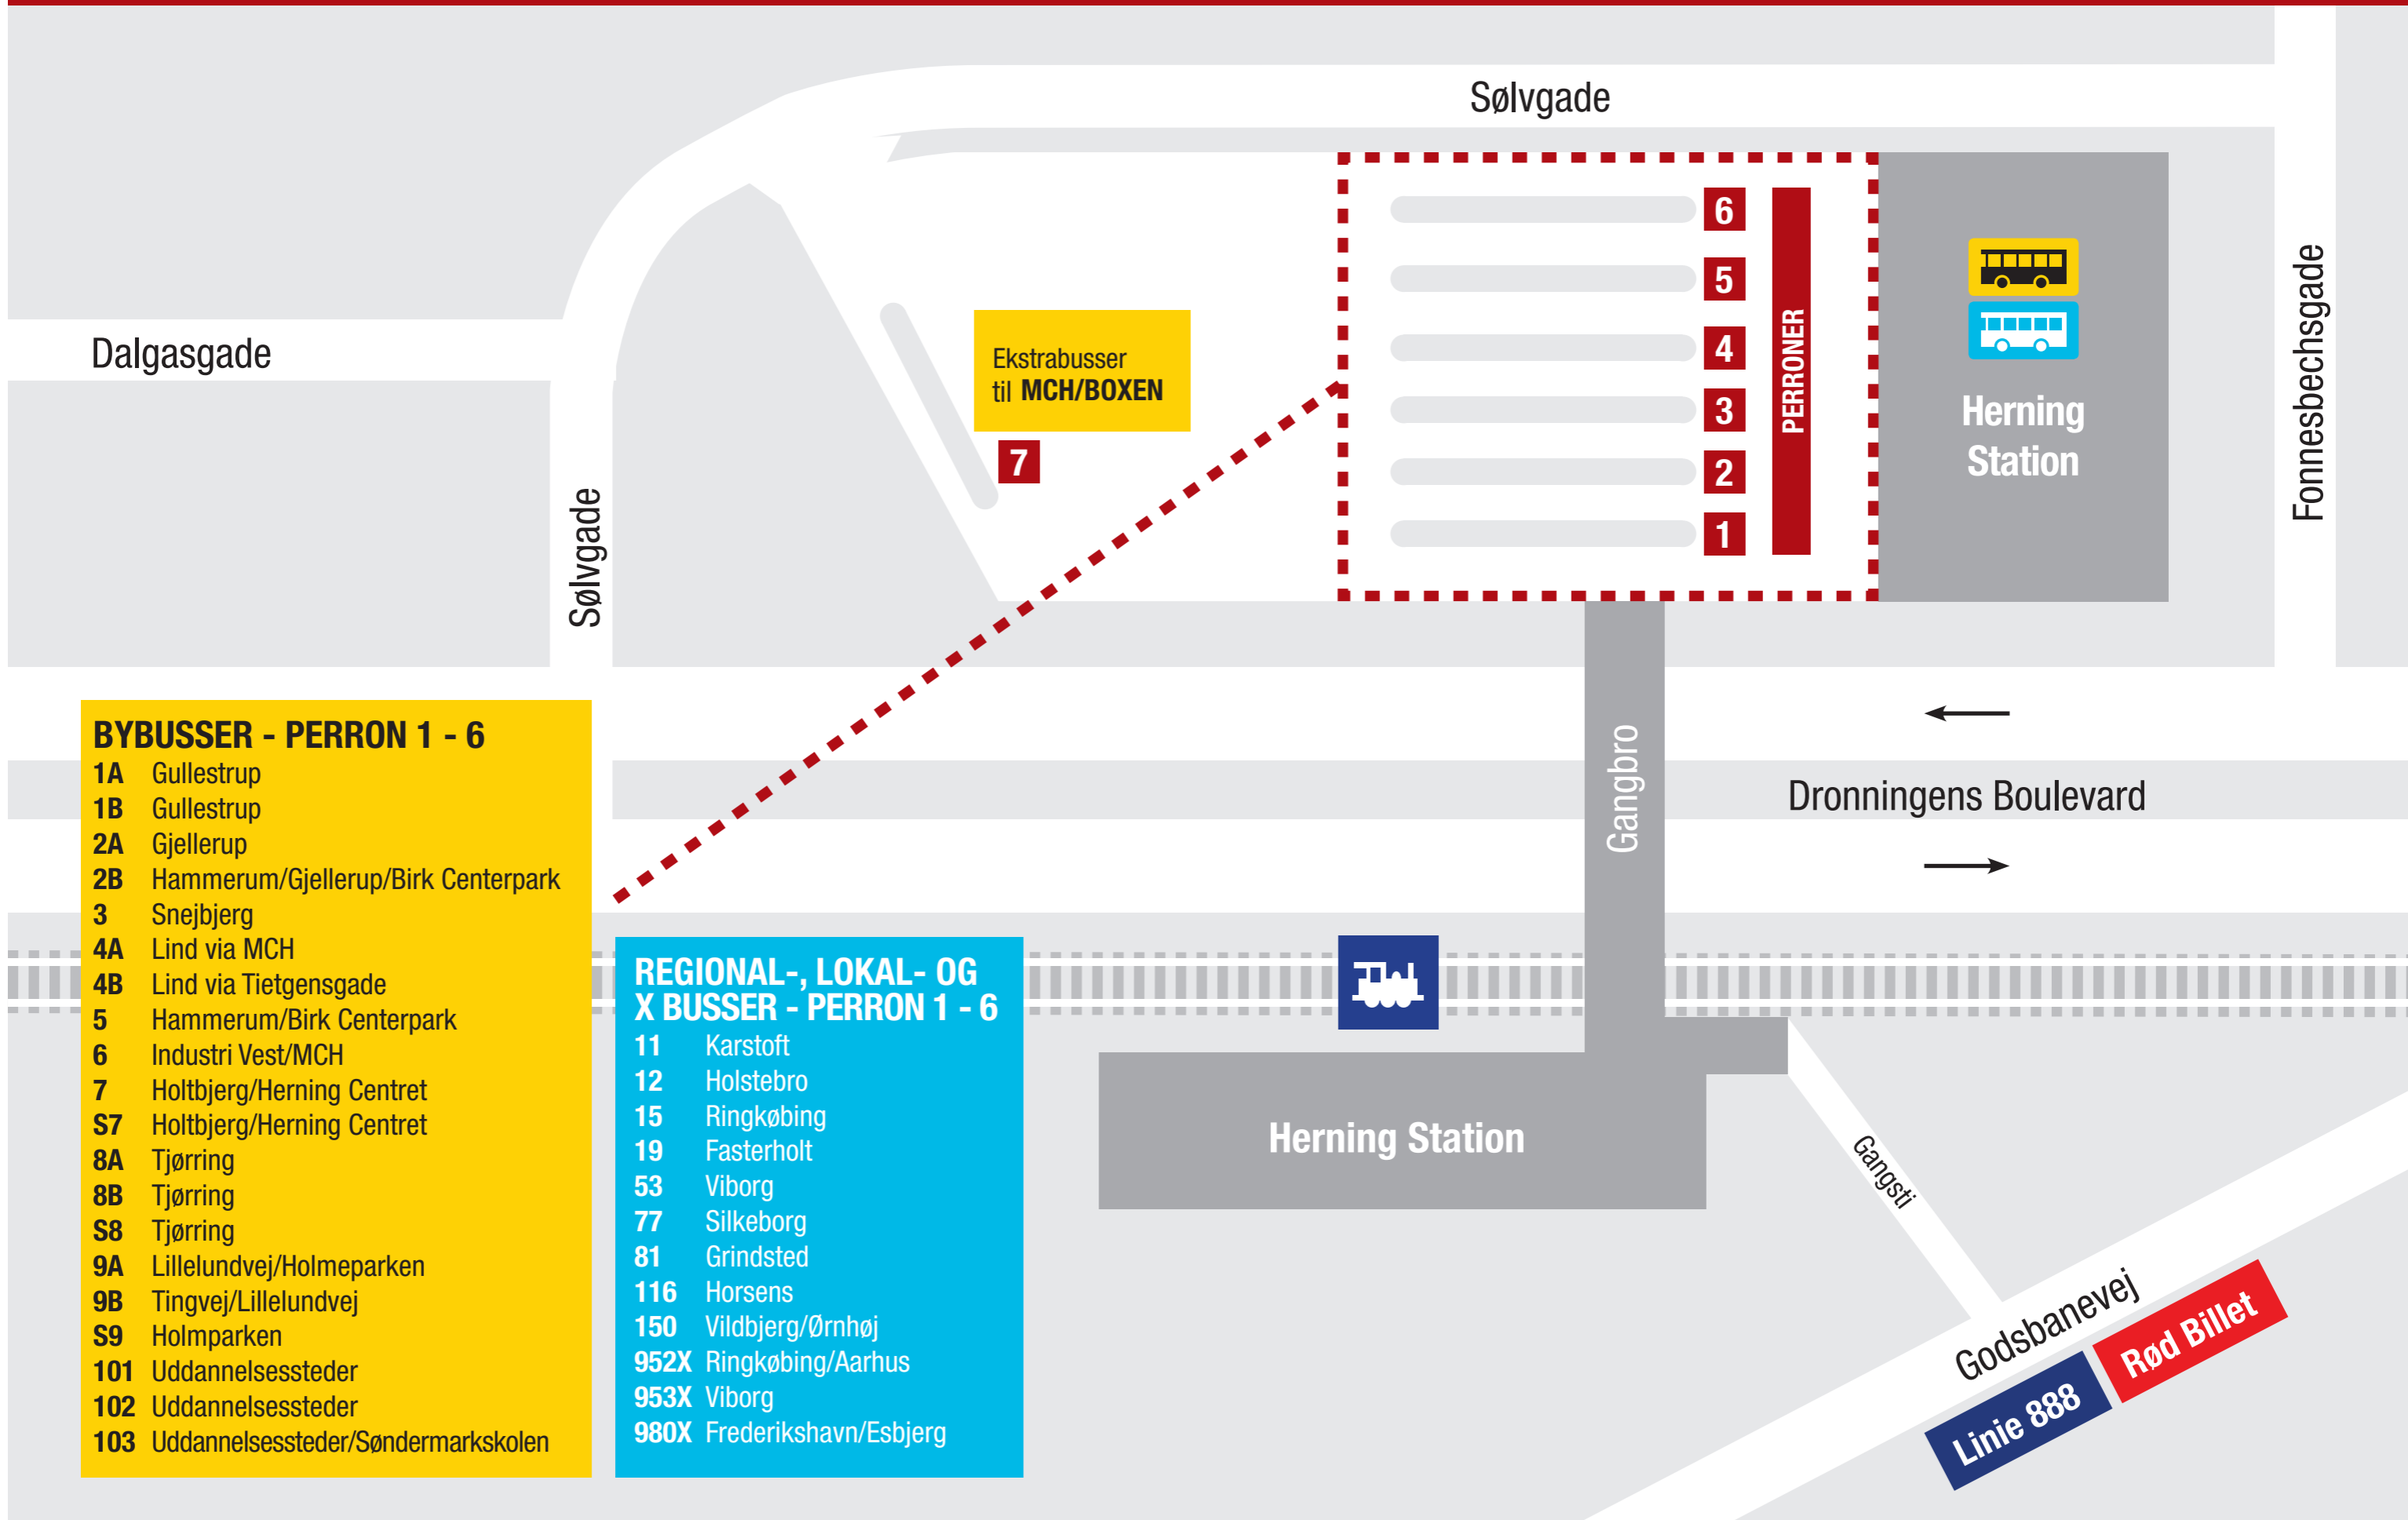 Sølvgade
6
5
4
3
2
1
PERRONER
Herning
Station
Fonnesbechsgade
Dalgasgade
Ekstrabusser
til MCH/BOXEN
7
Sølvgade
Gangbro
Dronningens Boulevard
BYBUSSER - PERRON 1 - 6
1A Gullestrup
1B Gullestrup
2A Gjellerup
2B Hammerum/Gjellerup/Birk Centerpark
3 Snejbjerg
4A Lind via MCH
4B Lind via Tietgensgade
5 Hammerum/Birk Centerpark
6 Industri Vest/MCH
7 Holtbjerg/Herning Centret
S7 Holtbjerg/Herning Centret
8A Tjørring
8B Tjørring
S8 Tjørring
9A Lillelundvej/Holmeparken
9B Tingvej/Lillelundvej
S9 Holmparken
101 Uddannelsessteder
102 Uddannelsessteder
103 Uddannelsessteder/Søndermarkskolen
REGIONAL-, LOKAL- OG
X BUSSER - PERRON 1 - 6
11 Karstoft
12 Holstebro
15 Ringkøbing
19 Fasterholt
53 Viborg
77 Silkeborg
81 Grindsted
116 Horsens
150 Vildbjerg/Ørnhøj
952X Ringkøbing/Aarhus
953X Viborg
980X Frederikshavn/Esbjerg
Herning Station
Gangsti
Godsbanevej
Linie 888
Rød Billet